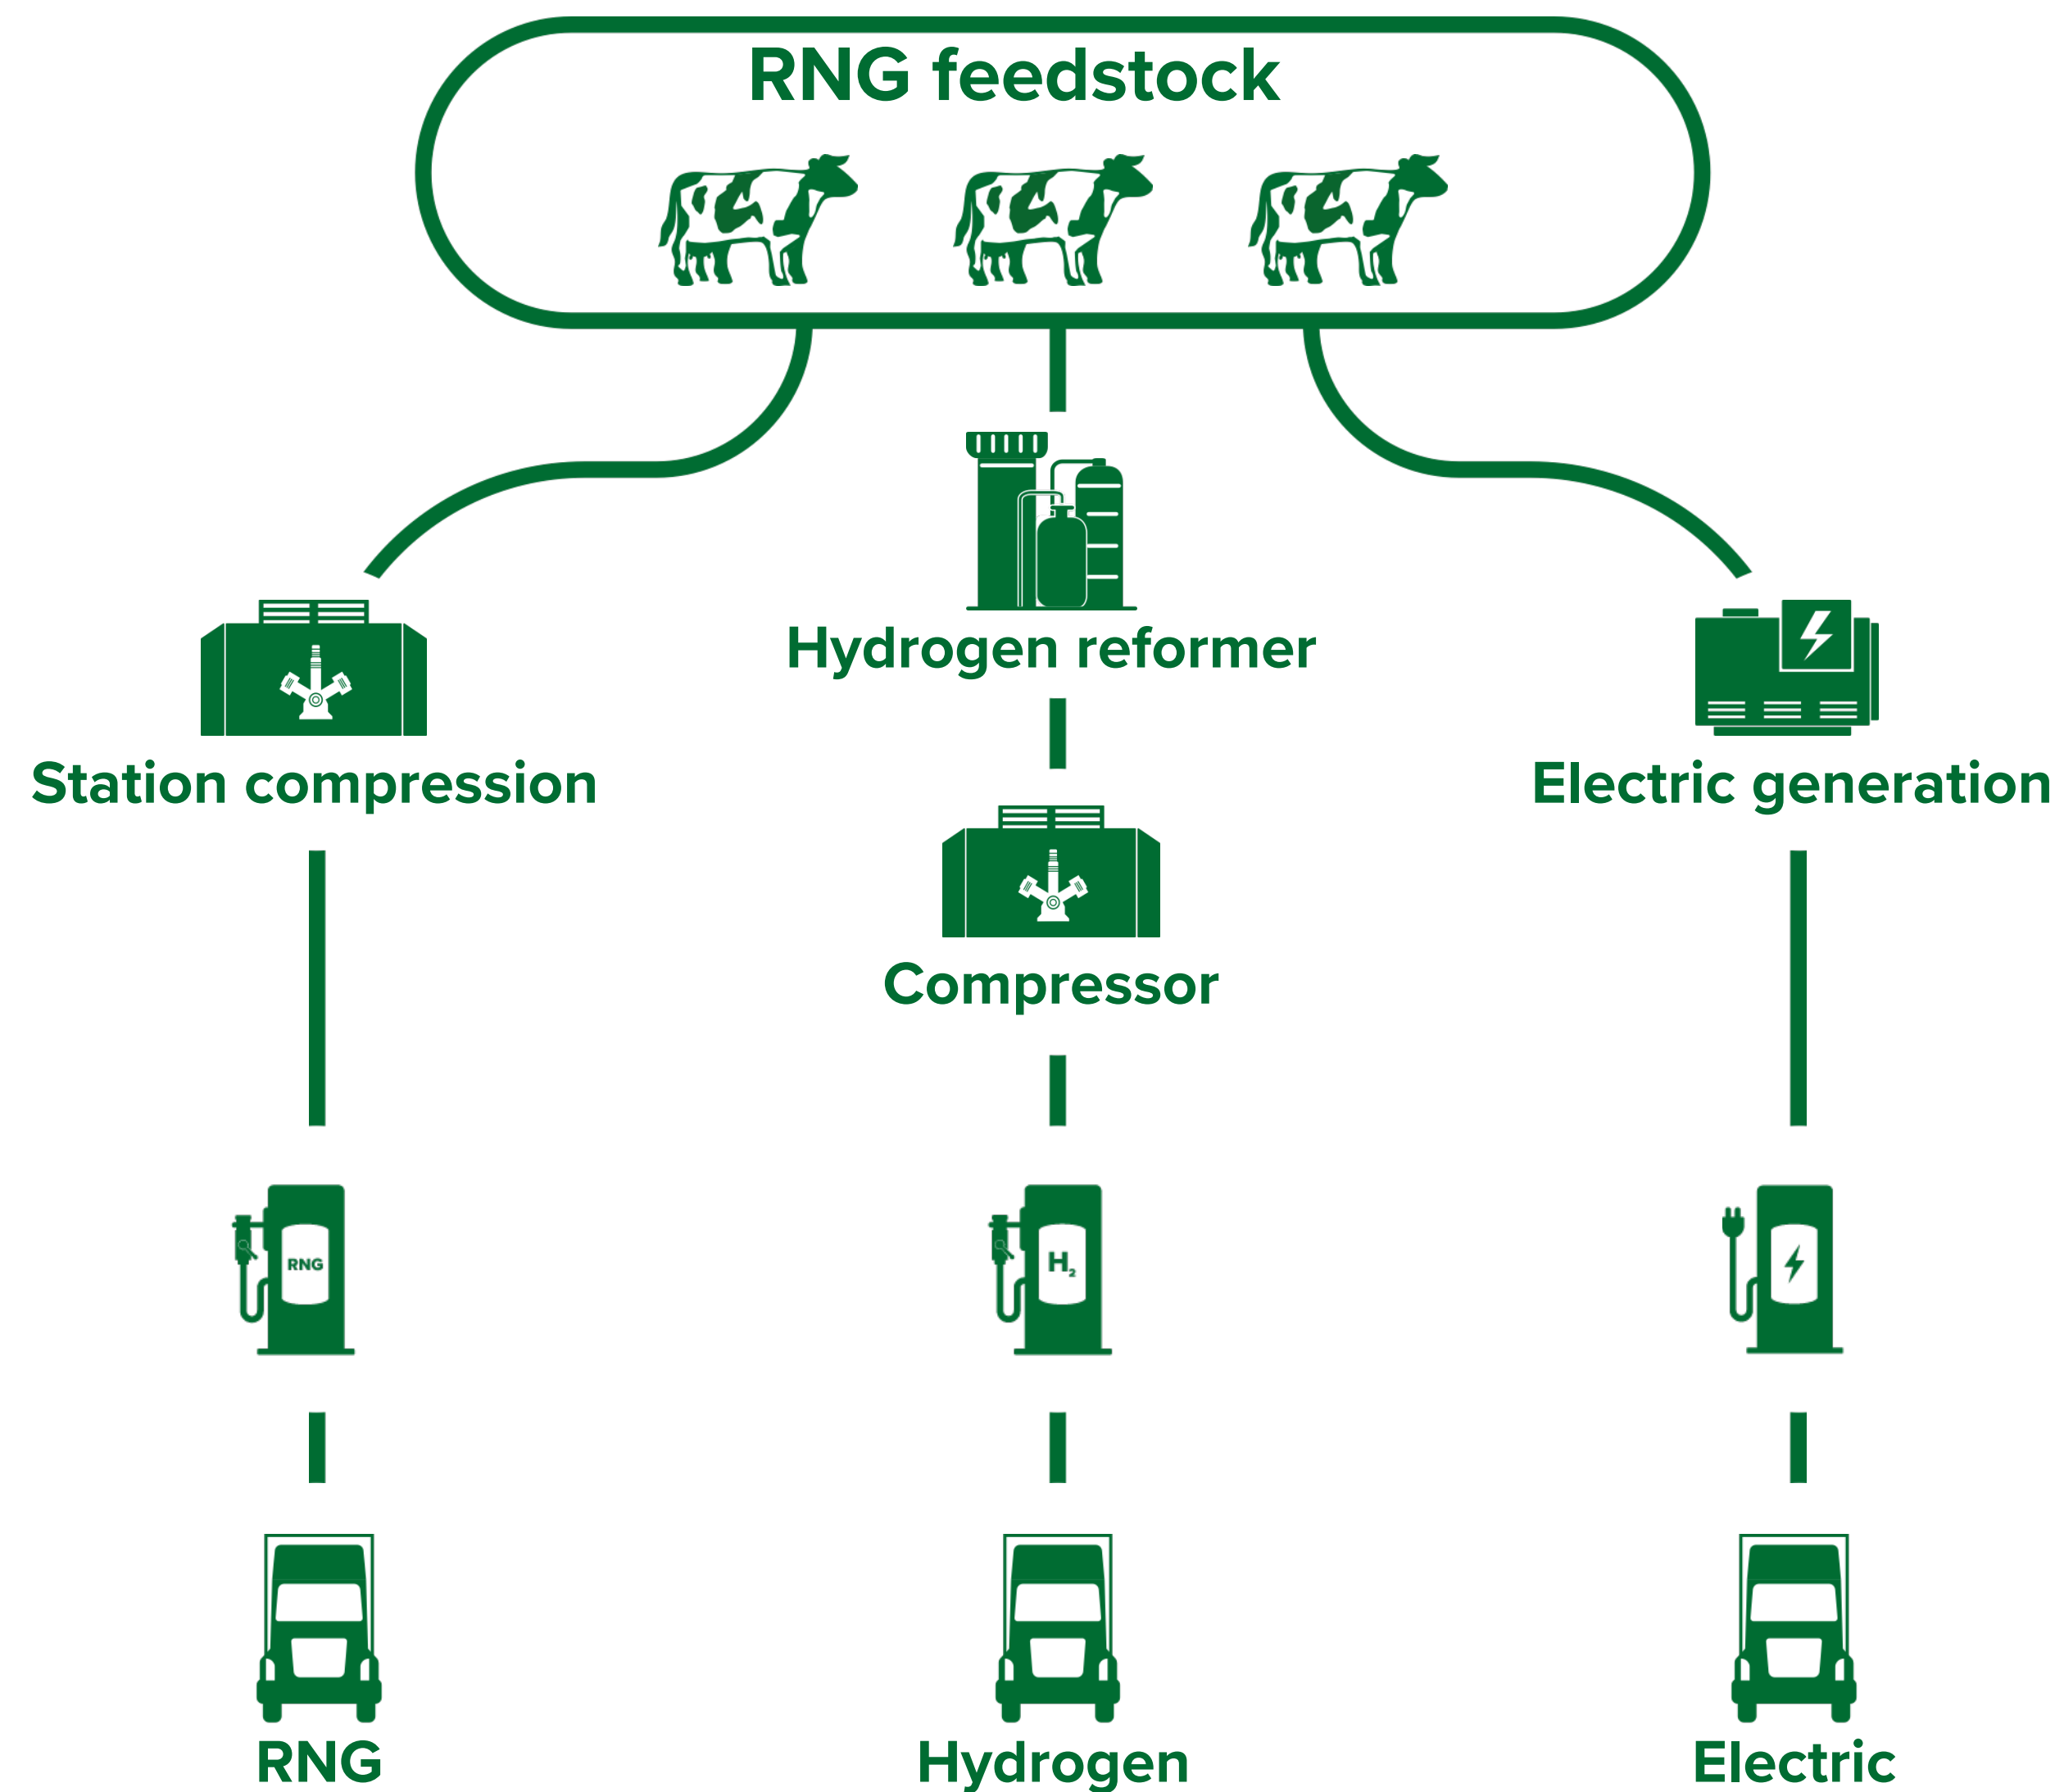 RNG feedstock
Hydrogen reformer
Station compression
Electric generation
Compressor
RNG
H₂
RNG
Hydrogen
Electric